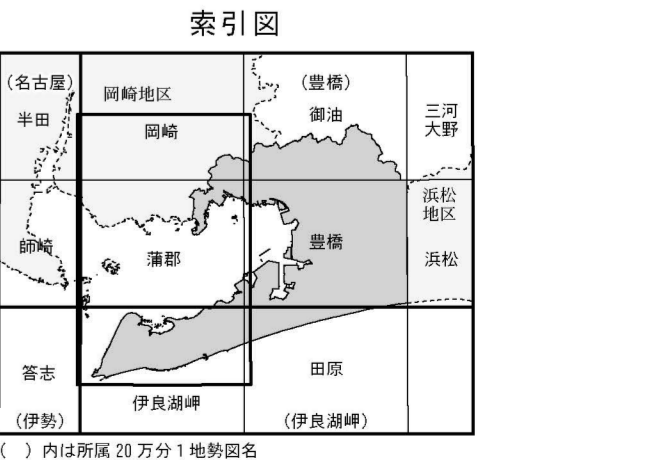 索引図
（名古屋）
半田
岡崎地区
岡崎
（豊橋）
御油
三河
大野
師崎
蒲郡
豊橋
浜松
地区
浜松
答志
（伊勢）
伊良湖岬
田原
（伊良湖岬）
（　）内は所属20万分1地勢図名